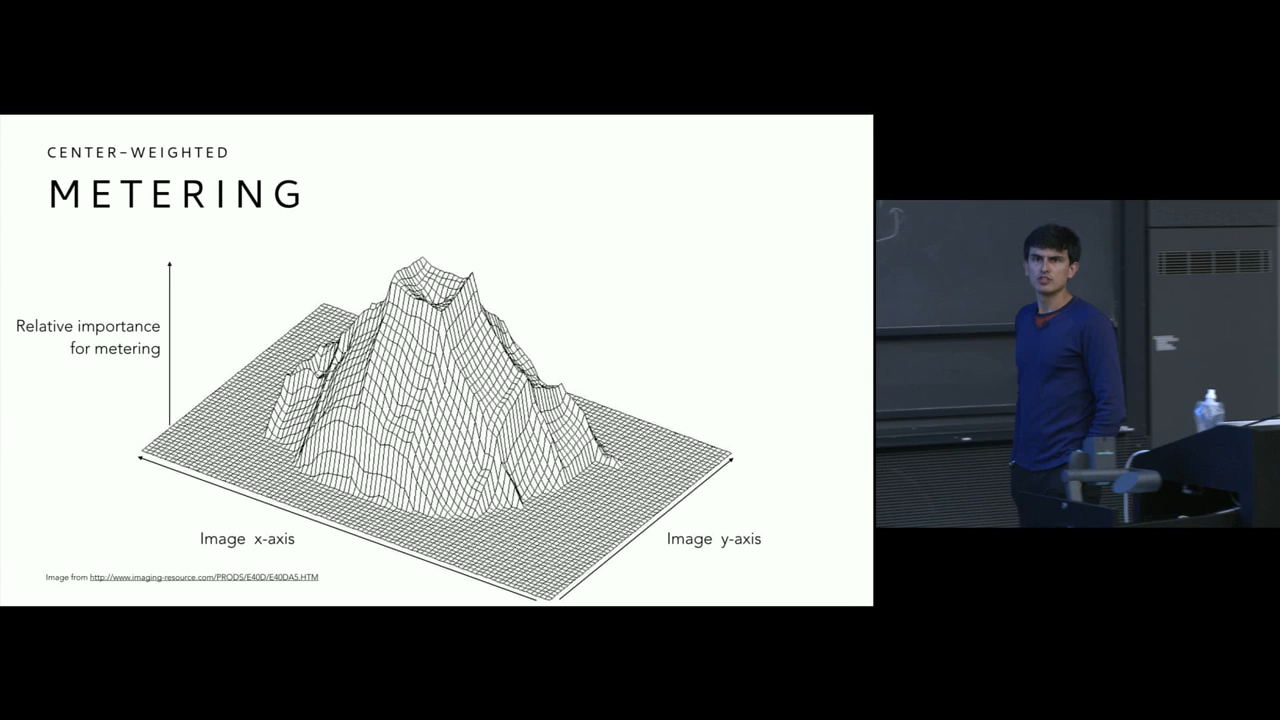 CENTER-WEIGHTED
METERING
Relative importance
for metering
Image x-axis
Image y-axis
Image from http://www.imaging-resource.com/PRODS/E40D/E40DA5.HTM